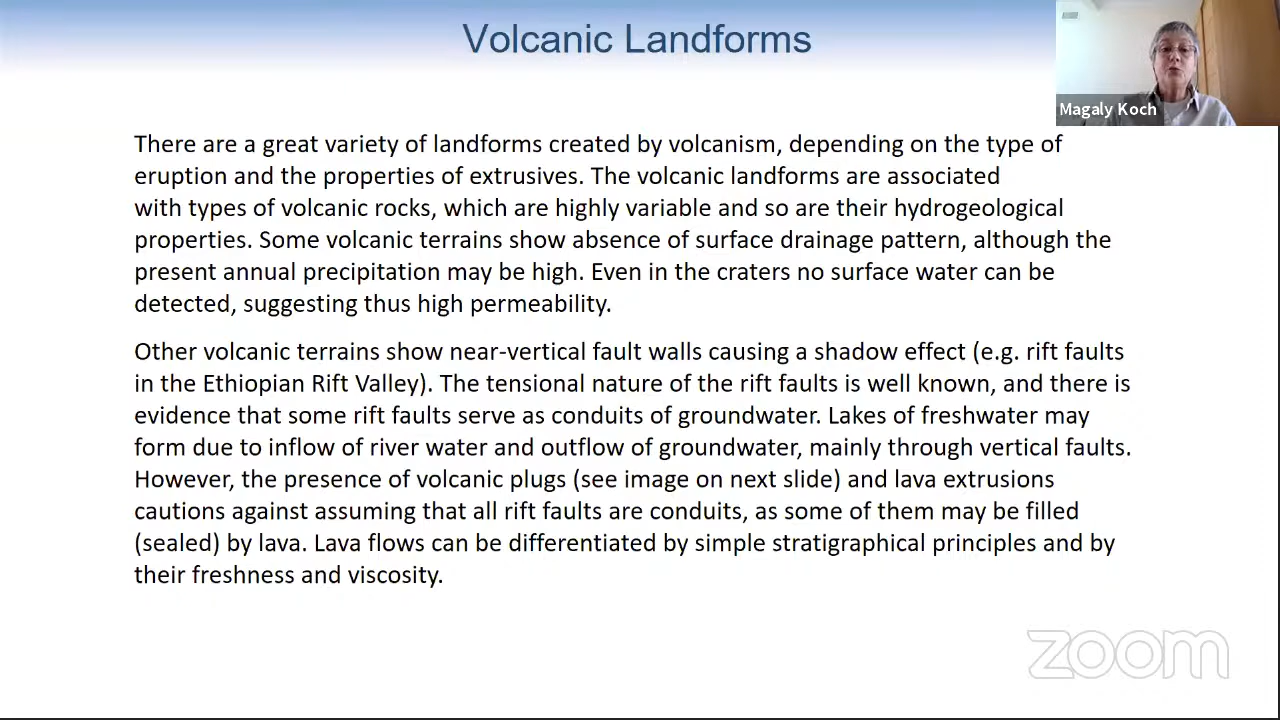 Volcanic Landforms
Magaly Koch
There are a great variety of landforms created by volcanism, depending on the type of
eruption and the properties of extrusives. The volcanic landforms are associated
with types of volcanic rocks, which are highly variable and so are their hydrogeological
properties. Some volcanic terrains show absence of surface drainage pattern, although the
present annual precipitation may be high. Even in the craters no surface water can be
detected, suggesting thus high permeability.
Other volcanic terrains show near-vertical fault walls causing a shadow effect (e.g. rift faults
in the Ethiopian Rift Valley). The tensional nature of the rift faults is well known, and there is
evidence that some rift faults serve as conduits of groundwater. Lakes of freshwater may
form due to inflow of river water and outflow of groundwater, mainly through vertical faults.
However, the presence of volcanic plugs (see image on next slide) and lava extrusions
cautions against assuming that all rift faults are conduits, as some of them may be filled
(sealed) by lava. Lava flows can be differentiated by simple stratigraphical principles and by
their freshness and viscosity.
zoom